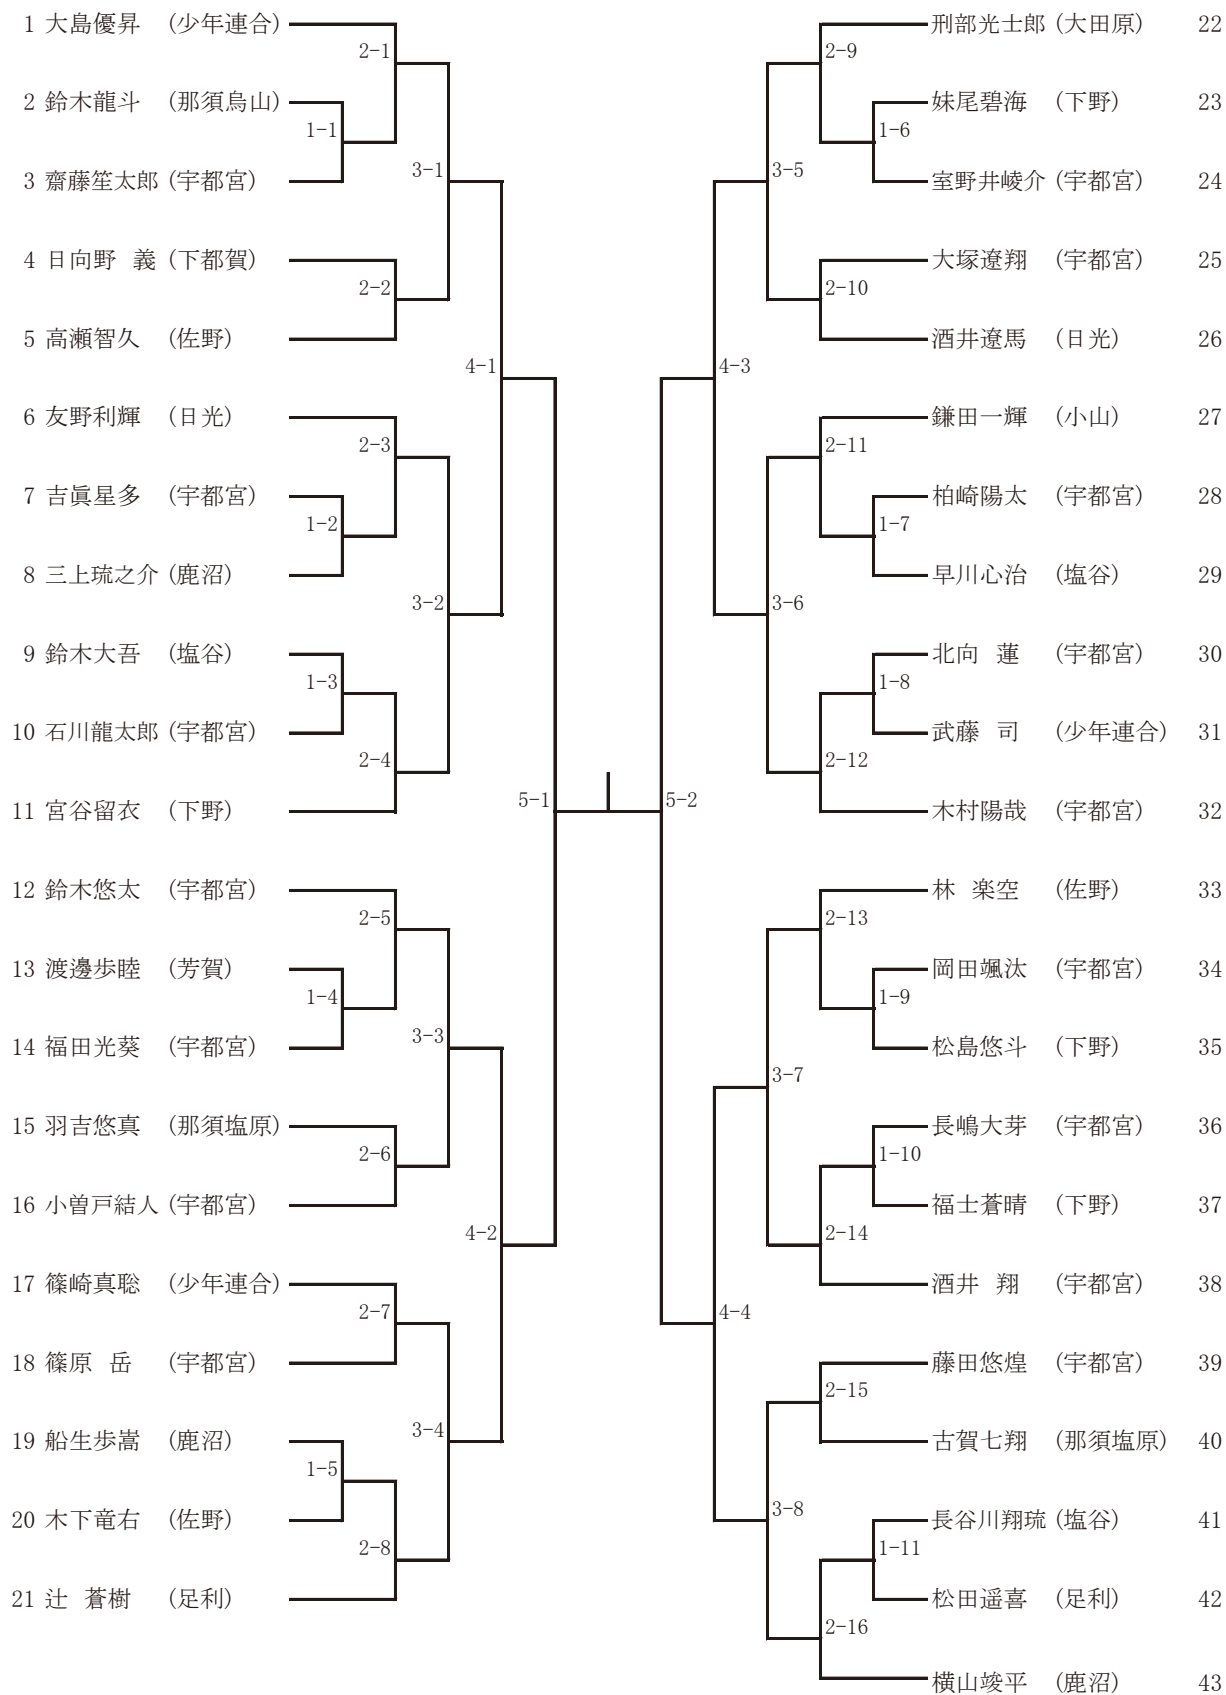 1 大島優昇 (少年連合)
2-1
2 鈴木龍斗 (那須烏山)
1-1
3 齋藤笙太郎 (宇都宮)
3-1
4 日向野 義 (下都賀)
2-2
5 高瀬智久 (佐野)
4-1
6 友野利輝 (日光)
2-3
7 吉眞星多 (宇都宮)
1-2
8 三上琉之介 (鹿沼)
3-2
9 鈴木大吾 (塩谷)
1-3
10 石川龍太郎 (宇都宮)
2-4
11 宮谷留衣 (下野)
5-1
12 鈴木悠太 (宇都宮)
2-5
13 渡邊歩睦 (芳賀)
1-4
14 福田光葵 (宇都宮)
3-3
15 羽吉悠真 (那須塩原)
2-6
16 小曽戸結人 (宇都宮)
4-2
17 篠崎真聡 (少年連合)
2-7
18 篠原 岳 (宇都宮)
3-4
19 船生歩嵩 (鹿沼)
1-5
20 木下竜右 (佐野)
2-8
21 辻 蒼樹 (足利)
刑部光士郎 (大田原) 22
2-9
妹尾碧海 (下野) 23
1-6
室野井崚介 (宇都宮) 24
3-5
大塚遼翔 (宇都宮) 25
2-10
酒井遼馬 (日光) 26
4-3
鎌田一輝 (小山) 27
2-11
柏崎陽太 (宇都宮) 28
1-7
早川心治 (塩谷) 29
3-6
北向 蓮 (宇都宮) 30
1-8
武藤 司 (少年連合) 31
2-12
木村陽哉 (宇都宮) 32
5-2
林 楽空 (佐野) 33
2-13
岡田颯汰 (宇都宮) 34
1-9
松島悠斗 (下野) 35
3-7
長嶋大芽 (宇都宮) 36
1-10
福士蒼晴 (下野) 37
2-14
酒井 翔 (宇都宮) 38
4-4
藤田悠煌 (宇都宮) 39
2-15
古賀七翔 (那須塩原) 40
3-8
長谷川翔琉 (塩谷) 41
1-11
松田遥喜 (足利) 42
2-16
横山竣平 (鹿沼) 43